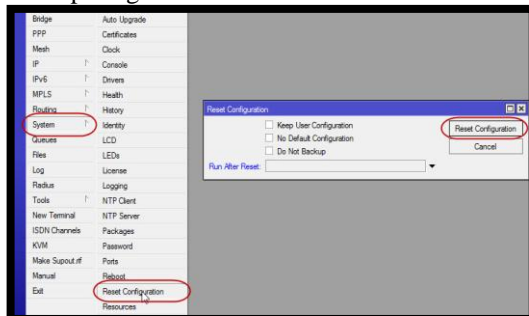 Bridge
PPP
Mesh
IP
IPv6
MPLS
Routing
System
Queues
Files
Log
Radius
Tools
New Terminal
ISDN Channels
KVM
Make Supout.rif
Manual
Exit
Auto Upgrade
Certificates
Clock
Console
Drivers
Health
History
Identity
LCD
LEDs
License
Logging
NTP Client
NTP Server
Packages
Password
Ports
Reboot
Reset Configuration
Resources
Reset Configuration
Keep User Configuration
No Default Configuration
Do Not Backup
Run After Reset:
Reset Configuration
Cancel